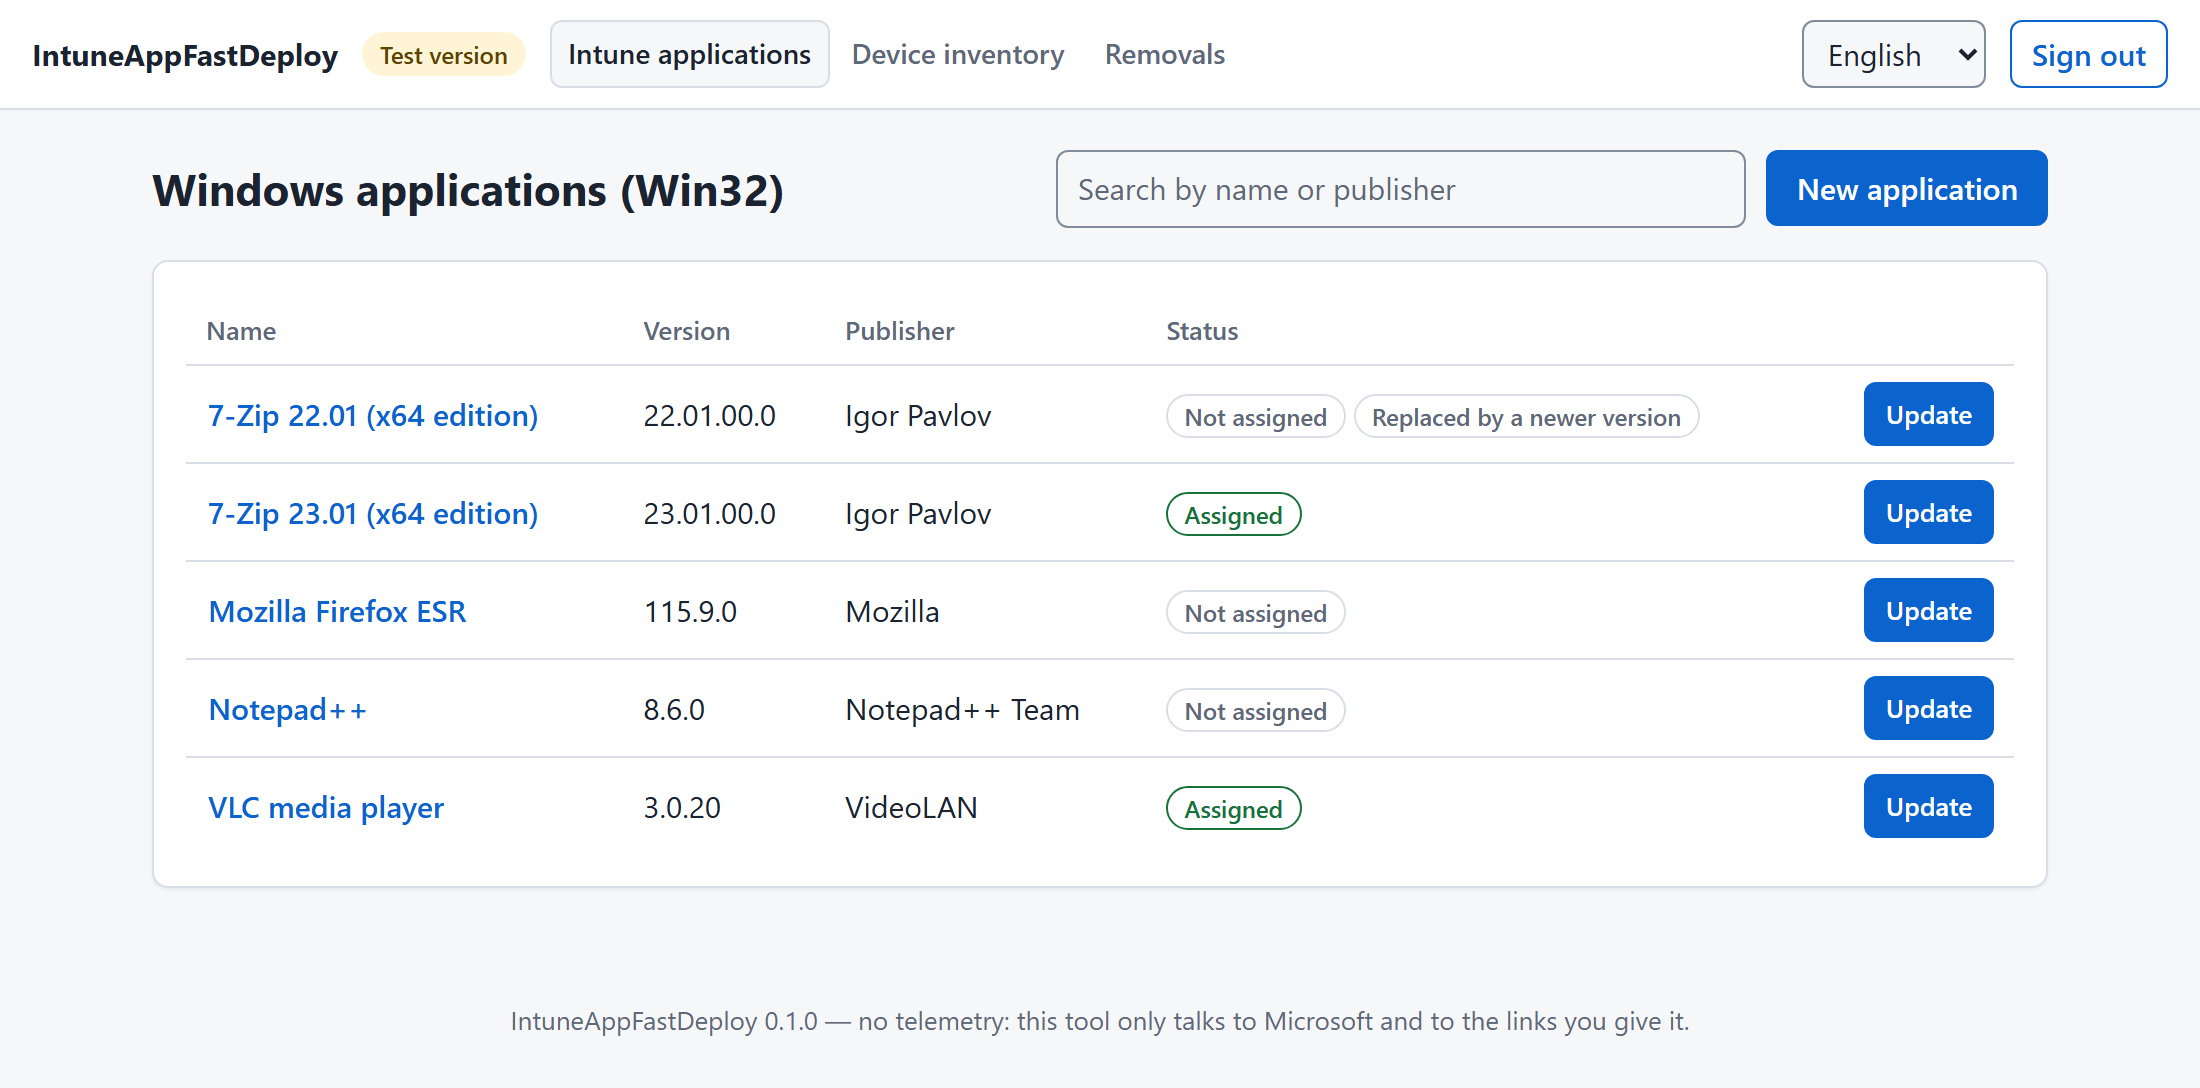 IntuneAppFastDeploy Test version Intune applications Device inventory Removals English Sign out
Windows applications (Win32) Search by name or publisher New application
Name Version Publisher Status
7-Zip 22.01 (x64 edition) 22.01.00.0 Igor Pavlov Not assigned Replaced by a newer version Update
7-Zip 23.01 (x64 edition) 23.01.00.0 Igor Pavlov Assigned Update
Mozilla Firefox ESR 115.9.0 Mozilla Not assigned Update
Notepad++ 8.6.0 Notepad++ Team Not assigned Update
VLC media player 3.0.20 VideoLAN Assigned Update
IntuneAppFastDeploy 0.1.0 — no telemetry: this tool only talks to Microsoft and to the links you give it.